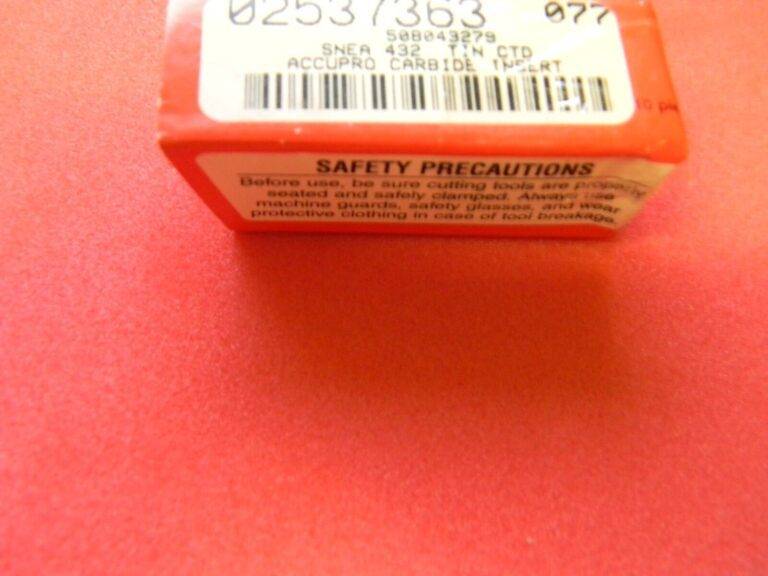 02537363 077
508043279
SNEA 432 TIN CTD
ACCUPRO CARBIDE INSERT
10
SAFETY PRECAUTIONS
Before use, be sure cutting tools are properly
seated and safely clamped. Always use
machine guards, safety glasses, and wear
protective clothing in case of tool breakage.